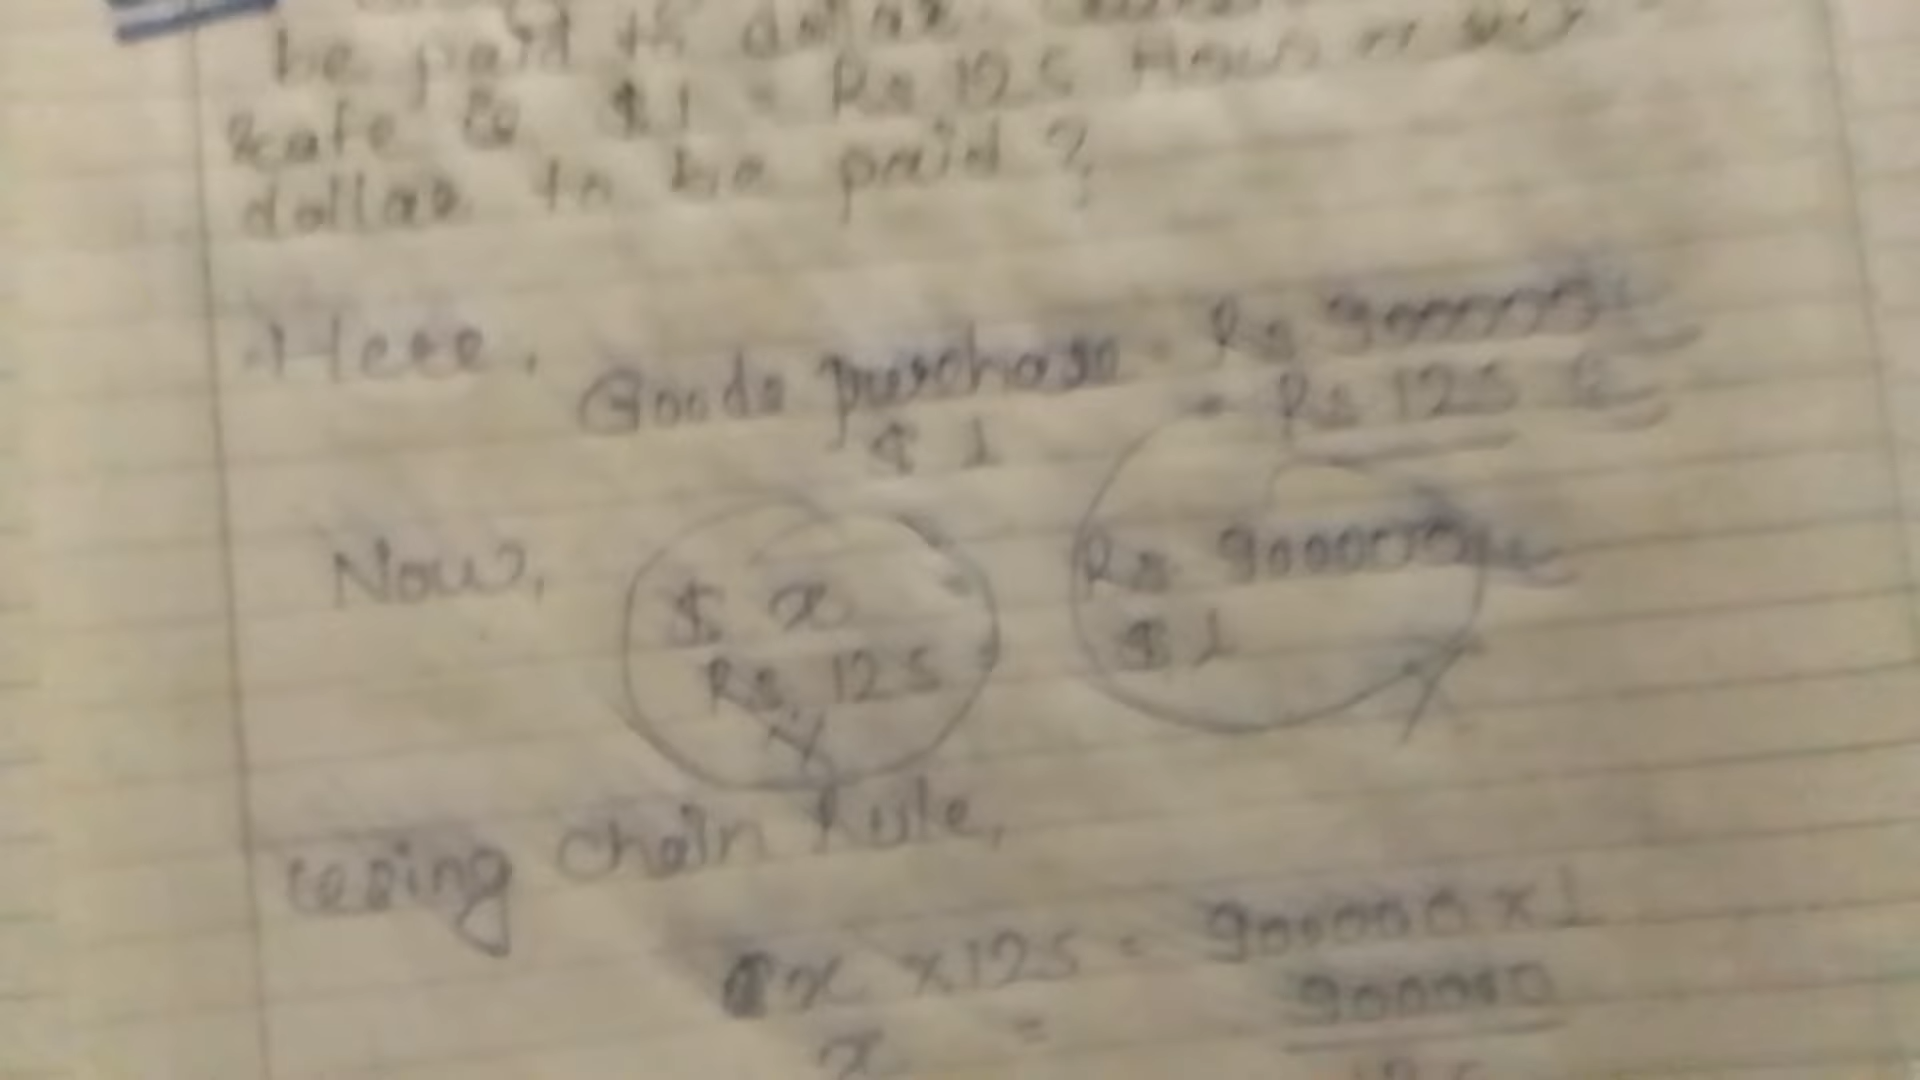 be paid in dollar
Rate is $1 = Rs 125 How
dollar to be paid?
Here,
Goods purchase = Rs 900000
$ 1 = Rs 125
Now,
$ x Rs. 900000
Rs. 125 $ 1
using chain Rule,
x × 125 = 900000 × 1
x = 900000